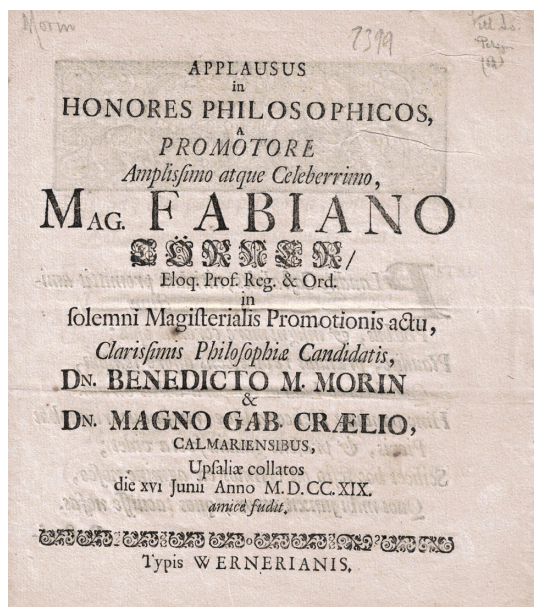 Morin
2399
APPLAUSUS
in
HONORES PHILOSOPHICOS,
A
PROMOTORE
Amplissimo atque Celeberrimo,
MAG. FABIANO
TÖRNER/
Eloq. Prof. Reg. & Ord.
in
solemni Magisterialis Promotionis actu,
Clarissimis Philosophiæ Candidatis,
DN. BENEDICTO M. MORIN
&
DN. MAGNO GAB. CRÆLIO,
CALMARIENSIBUS,
Upsaliæ collatos
die XVI Junii Anno M.D.CC.XIX.
amicè fudit.
Typis WERNERIANIS.